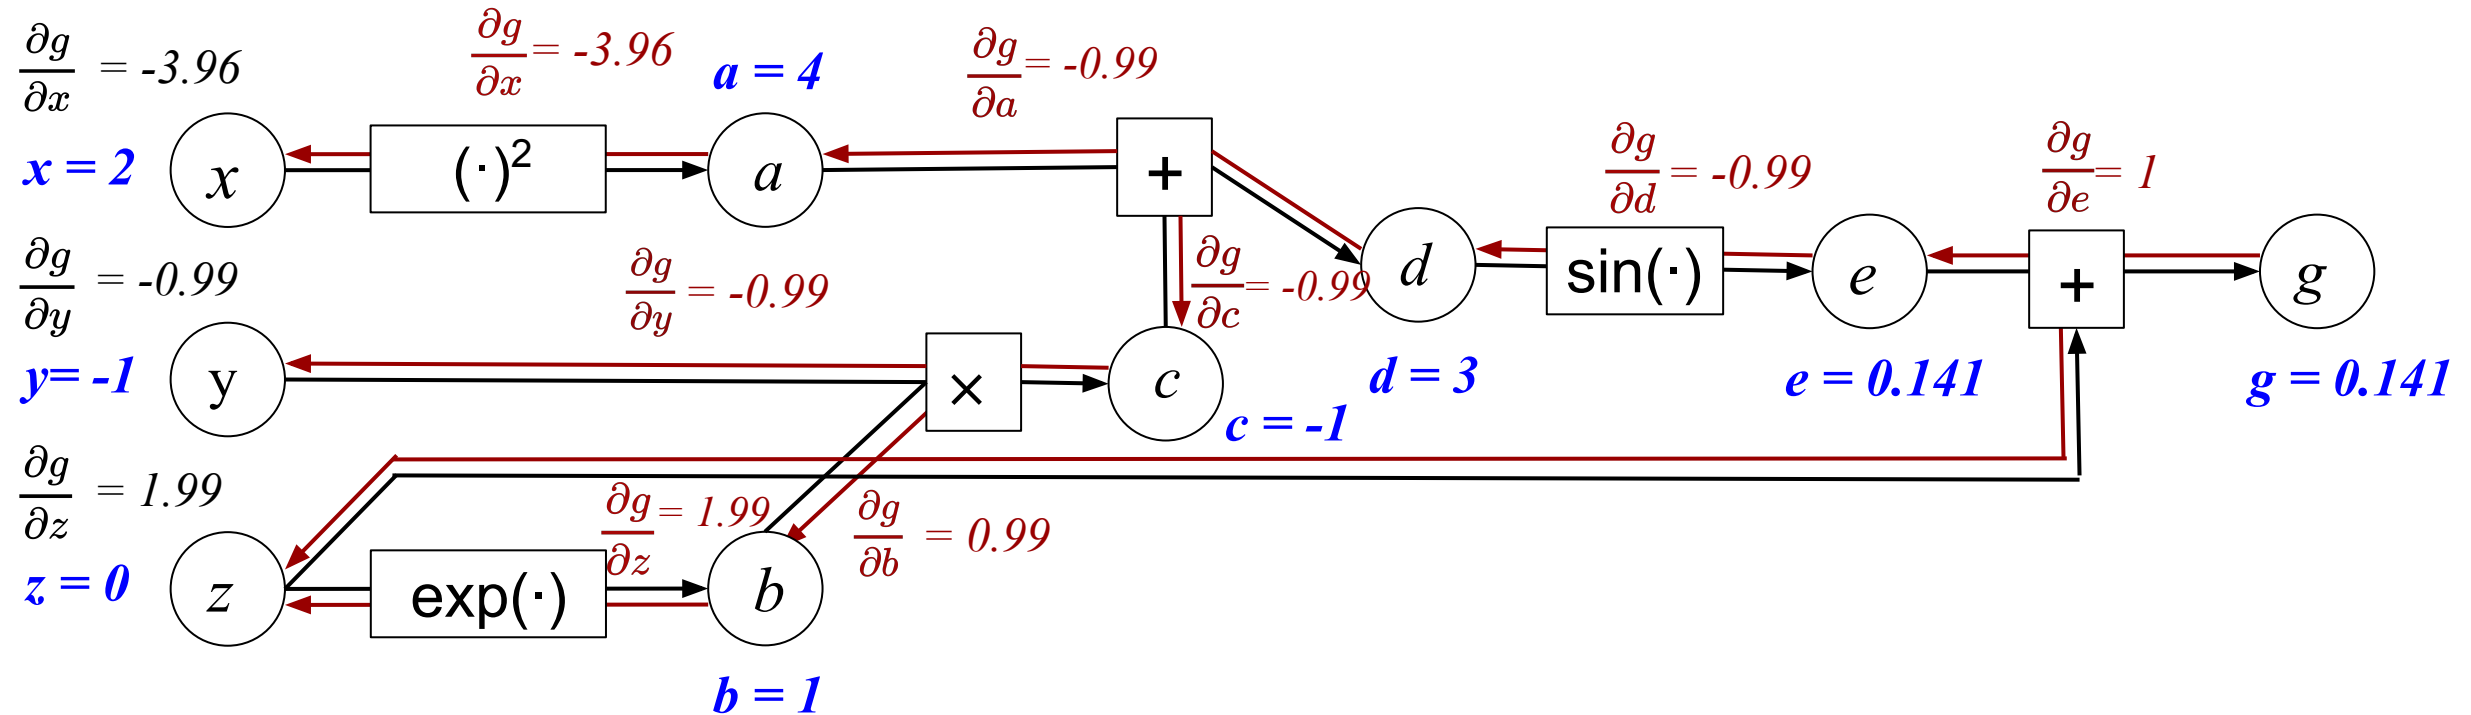 ∂g/∂x = -3.96
∂g/∂x = -3.96
a = 4
∂g/∂a = -0.99
x = 2
x
(·)²
a
+
∂g/∂d = -0.99
∂g/∂e = 1
∂g/∂y = -0.99
∂g/∂y = -0.99
∂g/∂c = -0.99
d
sin(·)
e
+
g
y= -1
y
×
c
c = -1
d = 3
e = 0.141
g = 0.141
∂g/∂z = 1.99
∂g/∂z = 1.99
∂g/∂b = 0.99
z = 0
z
exp(·)
b
b = 1